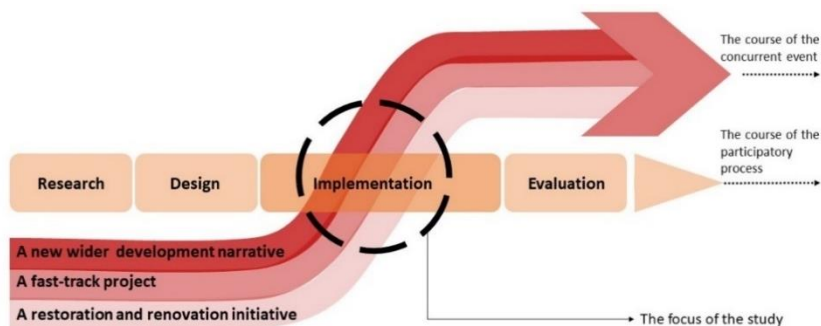 The course of the
concurrent event
The course of the
participatory
process
Research
Design
Implementation
Evaluation
A new wider development narrative
A fast-track project
A restoration and renovation initiative
The focus of the study